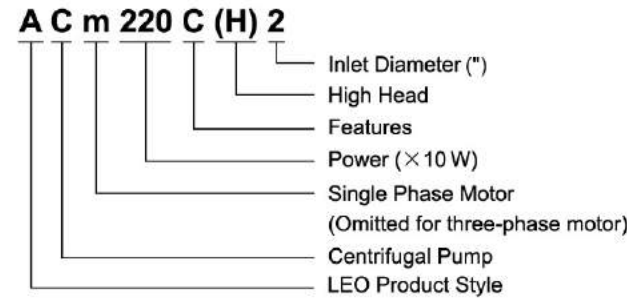 A C m 220 C (H) 2
Inlet Diameter (")
High Head
Features
Power (×10 W)
Single Phase Motor
(Omitted for three-phase motor)
Centrifugal Pump
LEO Product Style